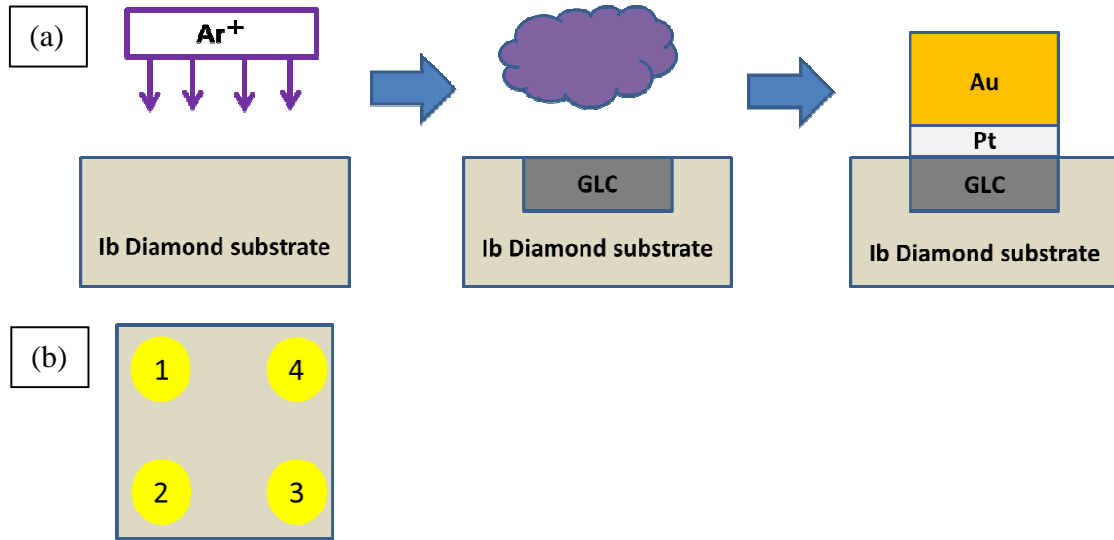 (a)
Ar+
Ib Diamond substrate
GLC
Ib Diamond substrate
Au
Pt
GLC
Ib Diamond substrate
(b)
1 4
2 3